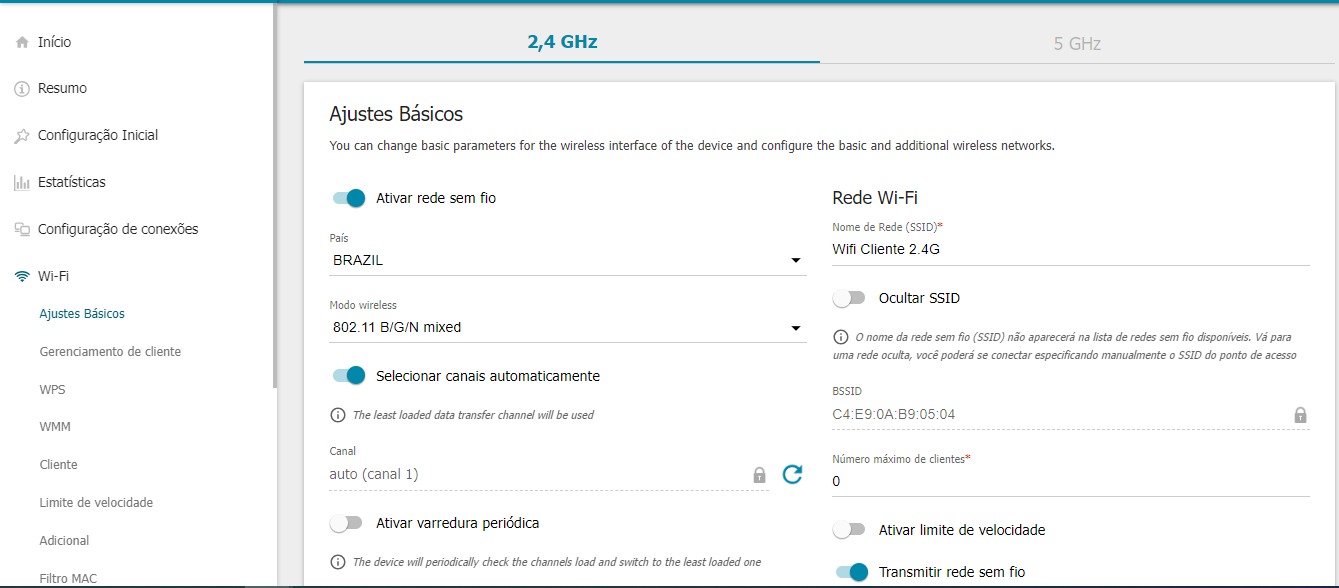 Início
Resumo
Configuração Inicial
Estatísticas
Configuração de conexões
Wi-Fi
Ajustes Básicos
Gerenciamento de cliente
WPS
WMM
Cliente
Limite de velocidade
Adicional
Filtro MAC
2,4 GHz
5 GHz
Ajustes Básicos
You can change basic parameters for the wireless interface of the device and configure the basic and additional wireless networks.
Ativar rede sem fio
País
BRAZIL
Modo wireless
802.11 B/G/N mixed
Selecionar canais automaticamente
The least loaded data transfer channel will be used
Canal
auto (canal 1)
Ativar varredura periódica
The device will periodically check the channels load and switch to the least loaded one
Rede Wi-Fi
Nome de Rede (SSID)*
Wifi Cliente 2.4G
Ocultar SSID
O nome da rede sem fio (SSID) não aparecerá na lista de redes sem fio disponíveis. Vá para
uma rede oculta, você poderá se conectar especificando manualmente o SSID do ponto de acesso
BSSID
C4:E9:0A:B9:05:04
Número máximo de clientes*
0
Ativar limite de velocidade
Transmitir rede sem fio